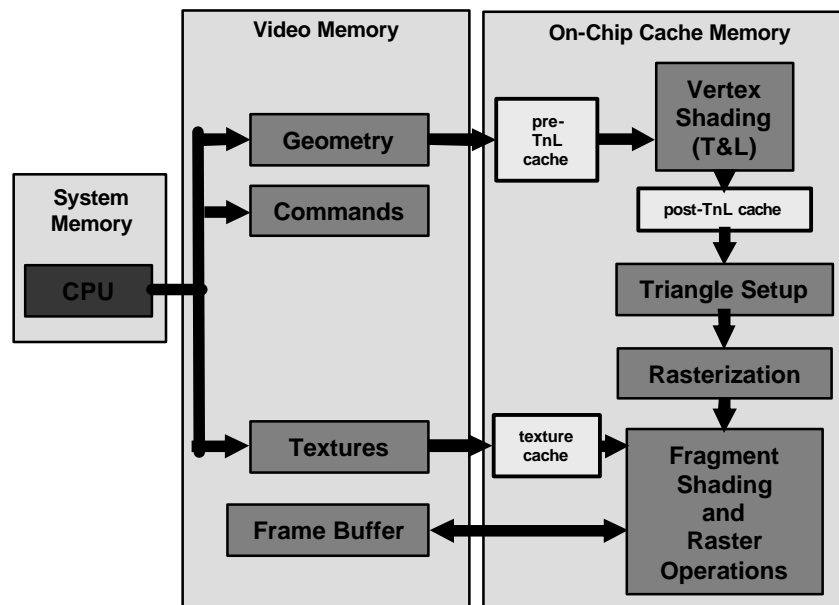 Video Memory
On-Chip Cache Memory
Geometry
pre-
TnL
cache
Vertex
Shading
(T&L)
System
Memory
Commands
post-TnL cache
CPU
Triangle Setup
Rasterization
Textures
texture
cache
Fragment
Shading
and
Raster
Operations
Frame Buffer